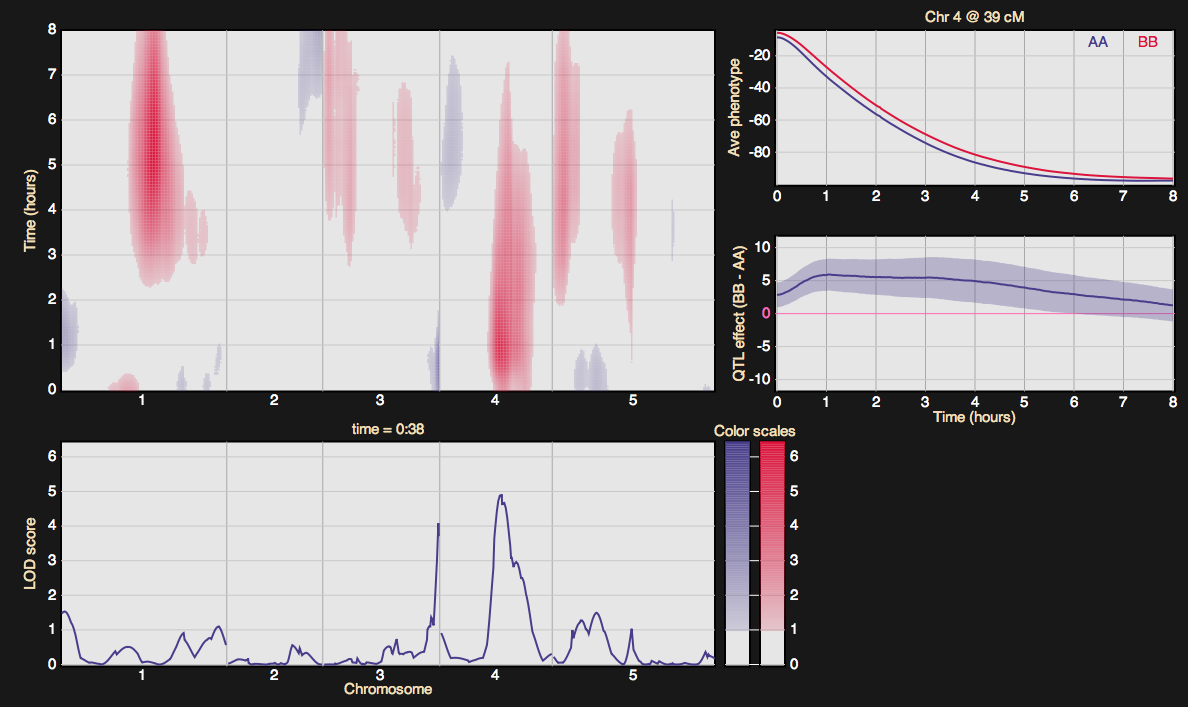 Chr 4 @ 39 cM
8
7
6
5
4
3
2
1
0
Time (hours)
1 2 3 4 5
AA BB
-20
-40
-60
-80
Ave phenotype
0 1 2 3 4 5 6 7 8
10
5
0
-5
-10
QTL effect (BB - AA)
0 1 2 3 4 5 6 7 8
Time (hours)
time = 0:38
6
5
4
3
2
1
0
LOD score
1 2 3 4 5
Chromosome
Color scales
6
5
4
3
2
1
0